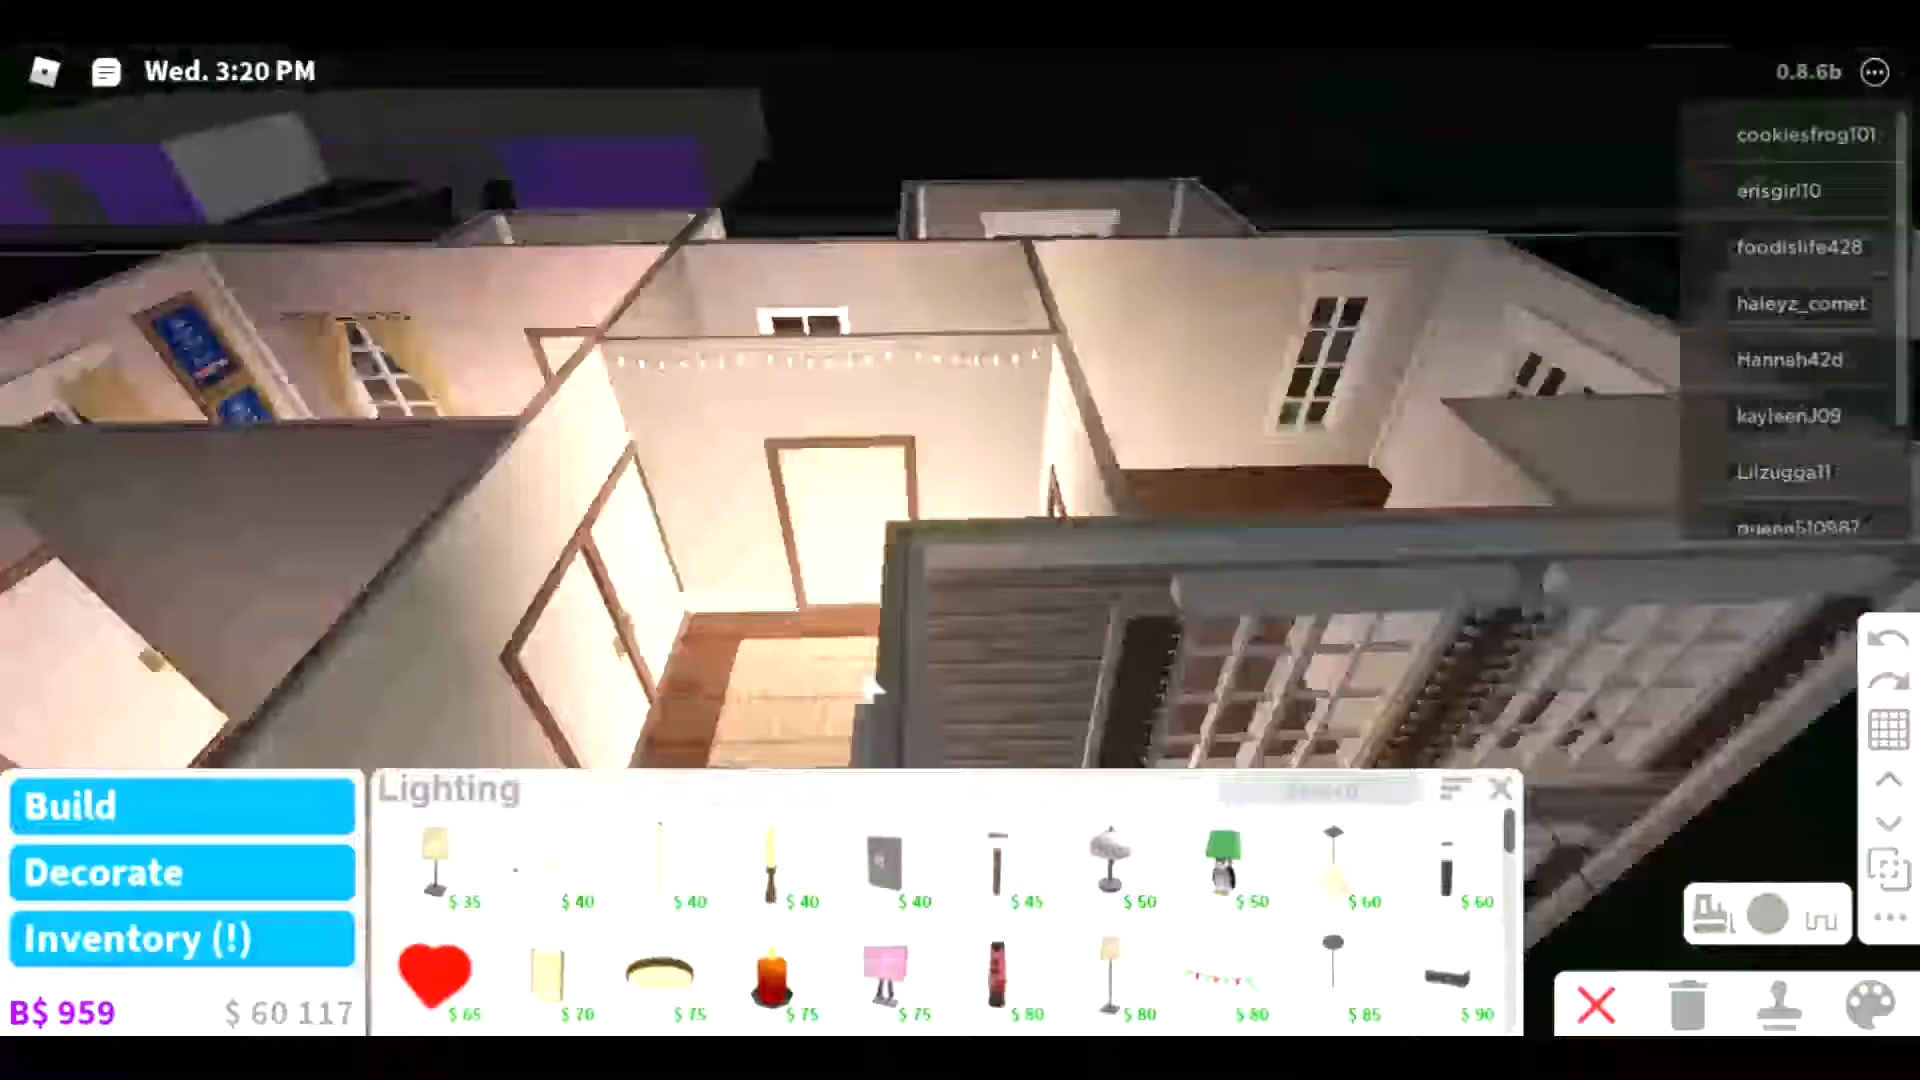 Wed. 3:20 PM
0.8.6b
cookiesfrog101
erisgirl10
foodislife428
haleyz_comet
Hannah42d
kayleenJ09
Lilzugga11
Build
Decorate
Inventory (!)
B$ 959
$ 60 117
Lighting
$ 35
$ 40
$ 40
$ 40
$ 40
$ 45
$ 50
$ 50
$ 60
$ 60
$ 65
$ 70
$ 75
$ 75
$ 75
$ 80
$ 80
$ 80
$ 85
$ 90